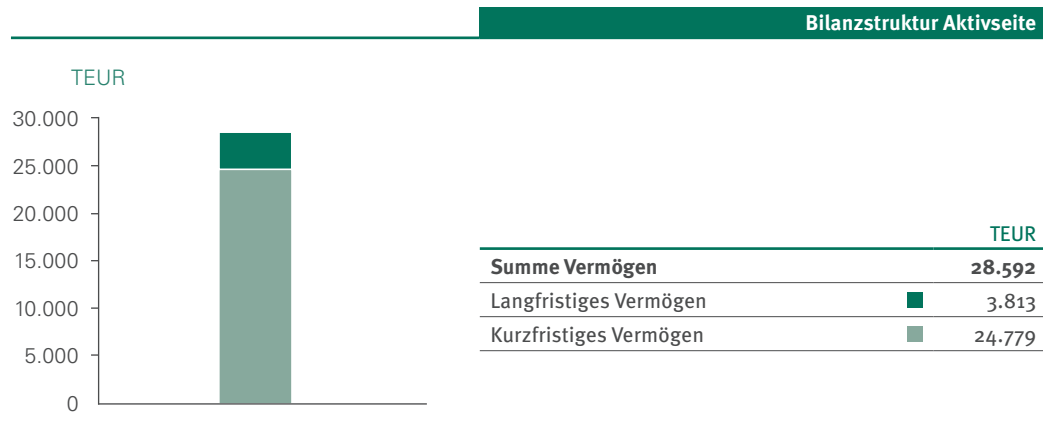 Bilanzstruktur Aktivseite
TEUR
30.000
25.000
20.000
15.000
10.000
5.000
0
TEUR
Summe Vermögen 28.592
Langfristiges Vermögen 3.813
Kurzfristiges Vermögen 24.779